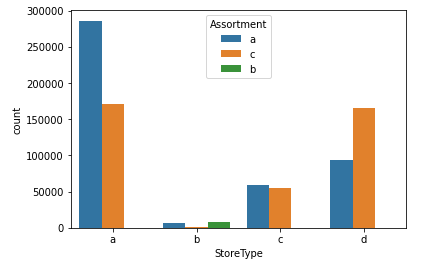 300000
250000
200000
150000
100000
50000
0
count
Assortment
a
c
b
a b c d
StoreType